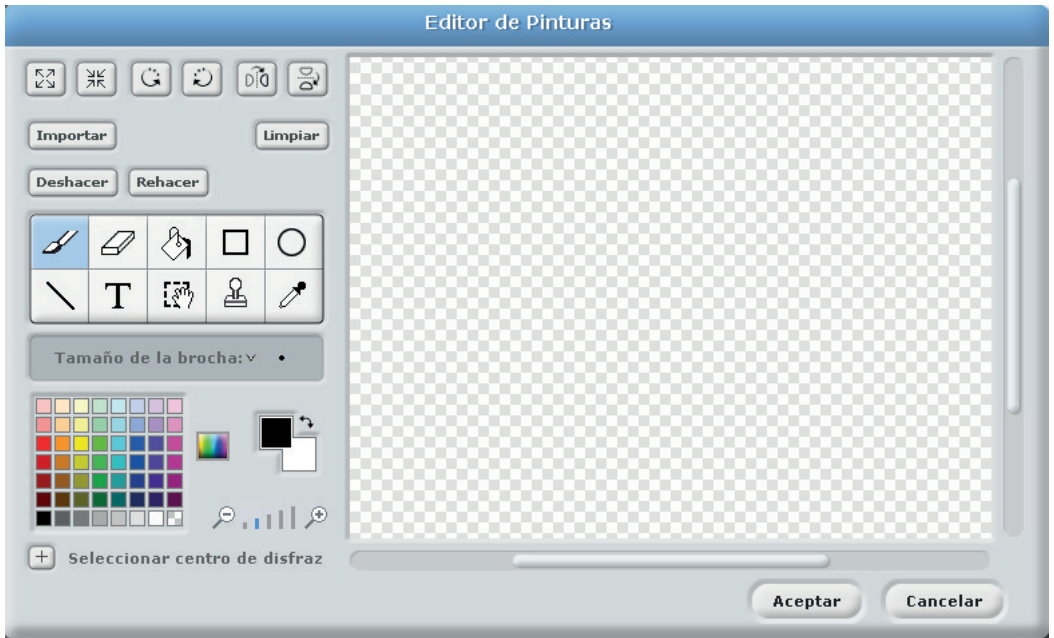 Editor de Pinturas
Importar Limpiar
Deshacer Rehacer
T
Tamaño de la brocha:
Seleccionar centro de disfraz
Aceptar Cancelar